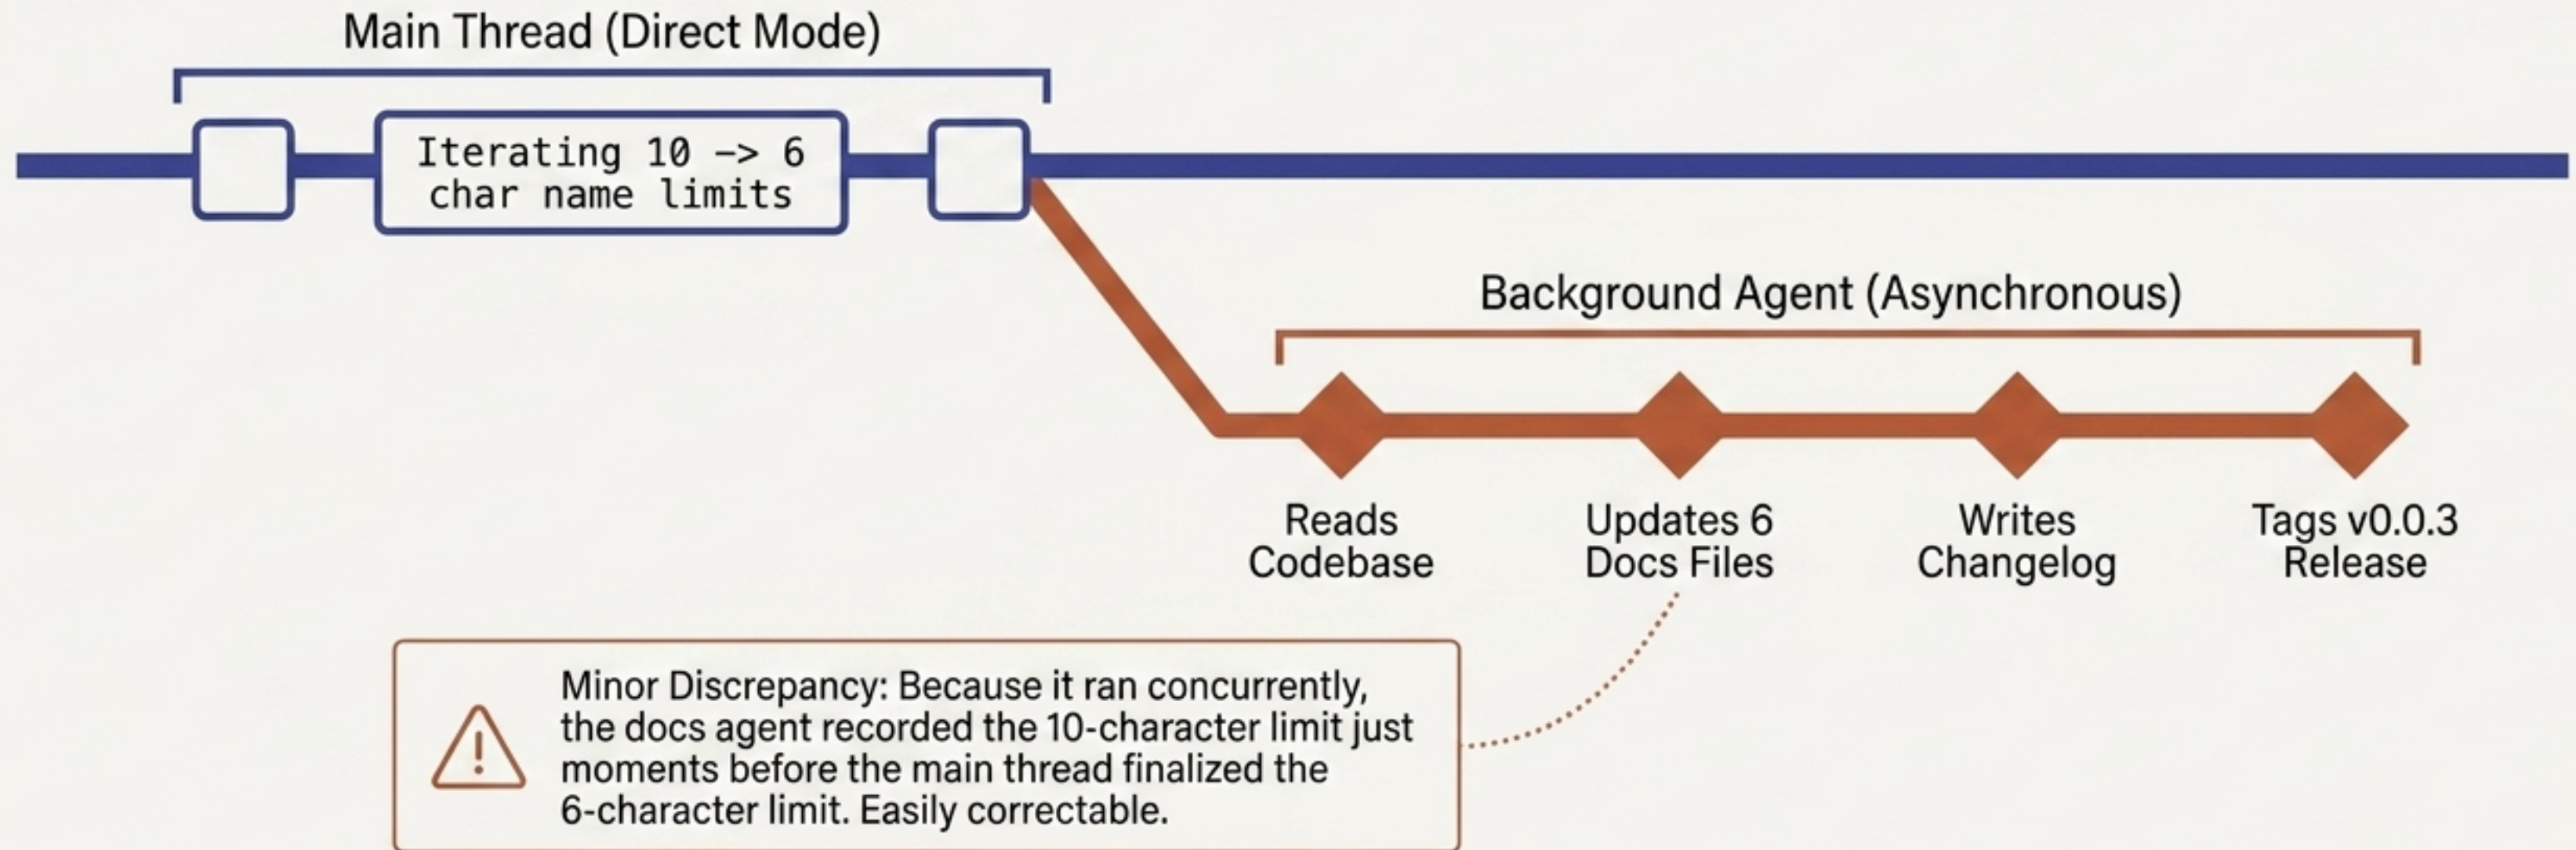 Main Thread (Direct Mode)
Iterating 10 –> 6
char name limits
Background Agent (Asynchronous)
Reads
Codebase
Updates 6
Docs Files
Writes
Changelog
Tags v0.0.3
Release
Minor Discrepancy: Because it ran concurrently,
the docs agent recorded the 10-character limit just
moments before the main thread finalized the
6-character limit. Easily correctable.